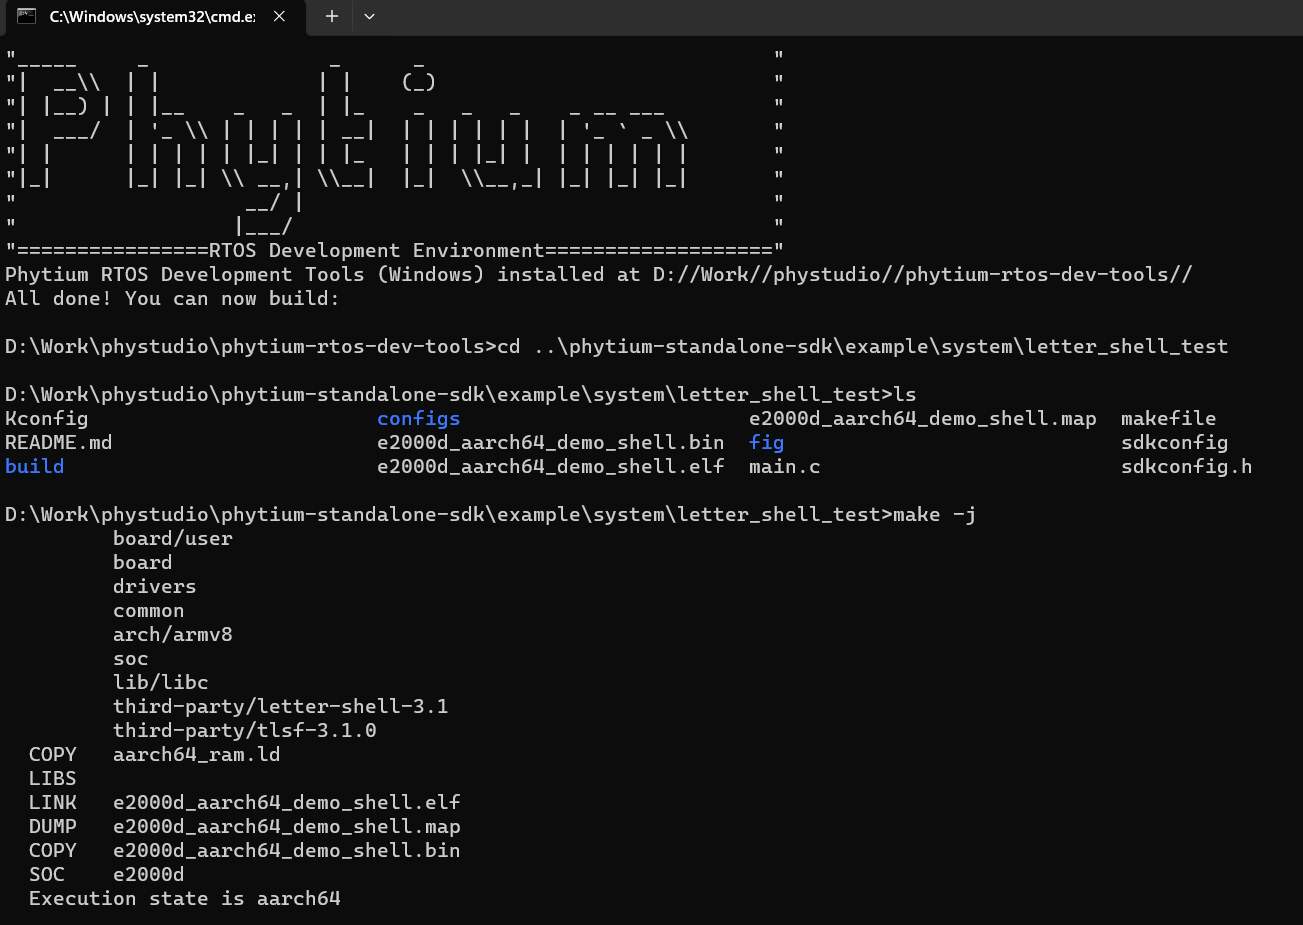 C:\Windows\system32\cmd.e
"_____     _               _      _                             "
"|  __\\  | |             | |    (_)                            "
"| |__) | | |__    _   _  | |_    _   _   _    _ __ ___         "
"|  ___/  | '_ \\ | | | | | __|  | | | | | |  | '_ ` _ \\       "
"| |      | | | | | |_| | | |_   | | | |_| |  | | | | | |       "
"|_|      |_| |_| \\ __,| \\__|  |_|  \\__,_| |_| |_| |_|       "
"                   __/ |                                       "
"                  |___/                                        "
"================RTOS Development Environment==================="
Phytium RTOS Development Tools (Windows) installed at D://Work//phystudio//phytium-rtos-dev-tools//
All done! You can now build:
D:\Work\phystudio\phytium-rtos-dev-tools>cd ..\phytium-standalone-sdk\example\system\letter_shell_test
D:\Work\phystudio\phytium-standalone-sdk\example\system\letter_shell_test>ls
Kconfig                        configs                        e2000d_aarch64_demo_shell.map  makefile
README.md                      e2000d_aarch64_demo_shell.bin  fig                            sdkconfig
build                          e2000d_aarch64_demo_shell.elf  main.c                         sdkconfig.h
D:\Work\phystudio\phytium-standalone-sdk\example\system\letter_shell_test>make -j
board/user
board
drivers
common
arch/armv8
soc
lib/libc
third-party/letter-shell-3.1
third-party/tlsf-3.1.0
COPY   aarch64_ram.ld
LIBS
LINK   e2000d_aarch64_demo_shell.elf
DUMP   e2000d_aarch64_demo_shell.map
COPY   e2000d_aarch64_demo_shell.bin
SOC    e2000d
Execution state is aarch64